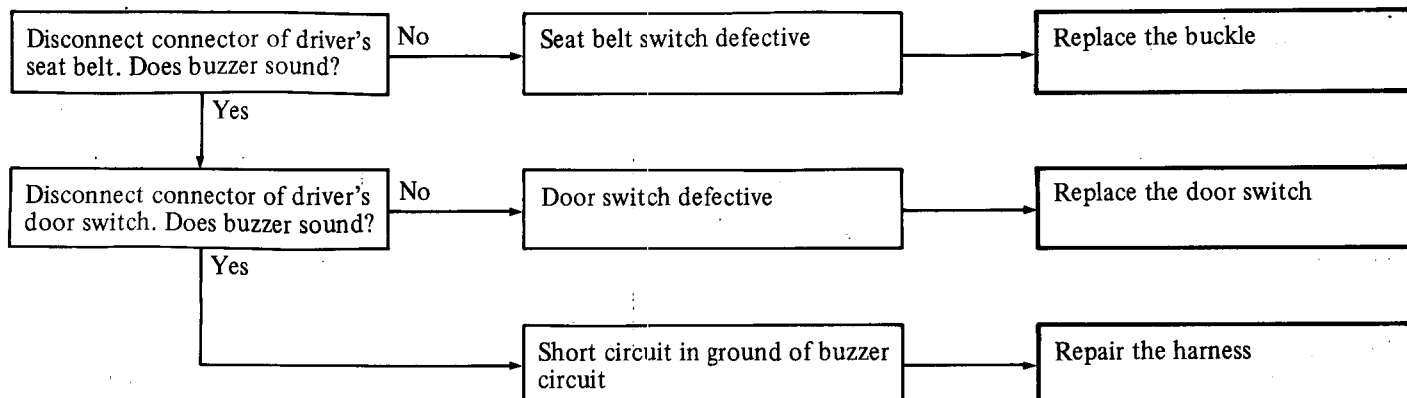 Disconnect connector of driver's
seat belt. Does buzzer sound?
No
Seat belt switch defective
Replace the buckle
Yes
Disconnect connector of driver's
door switch. Does buzzer sound?
No
Door switch defective
Replace the door switch
Yes
Short circuit in ground of buzzer
circuit
Repair the harness